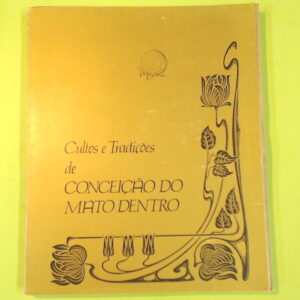 Cultos e Tradições
de
CONCEIÇÃO DO
MATO DENTRO